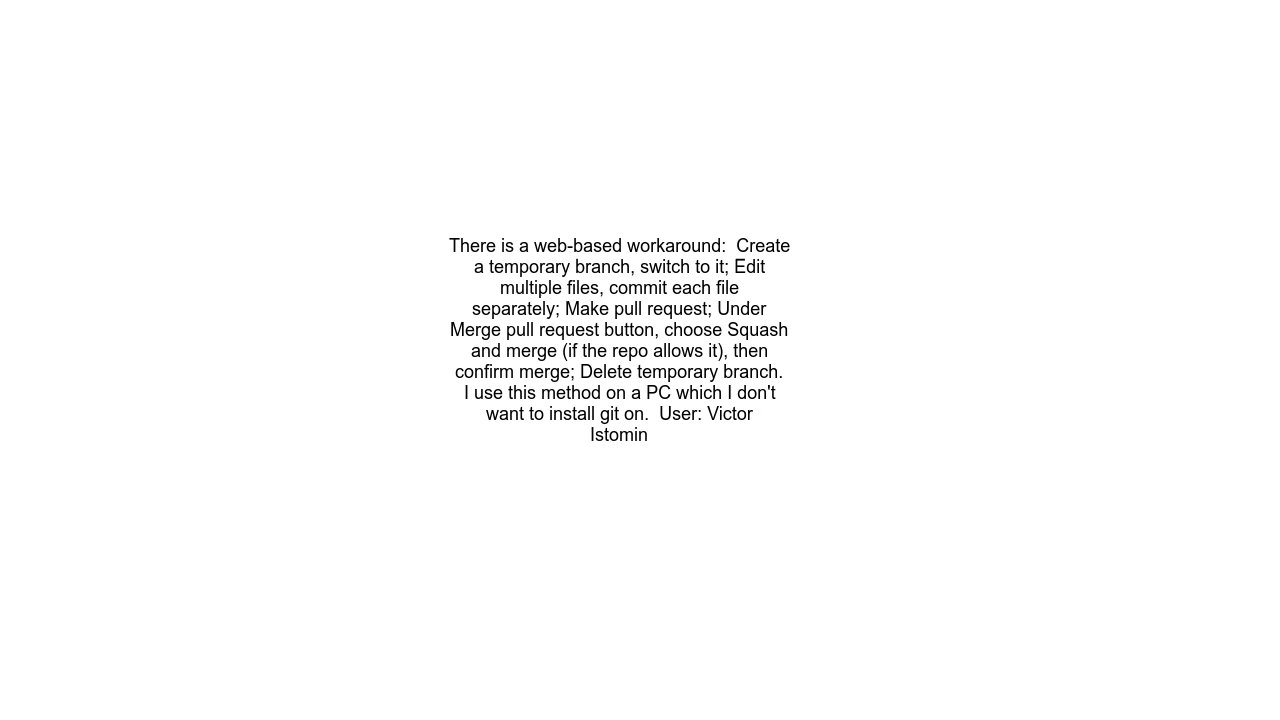 There is a web-based workaround:  Create
a temporary branch, switch to it; Edit
multiple files, commit each file
separately; Make pull request; Under
Merge pull request button, choose Squash
and merge (if the repo allows it), then
confirm merge; Delete temporary branch.
I use this method on a PC which I don't
want to install git on.  User: Victor
Istomin